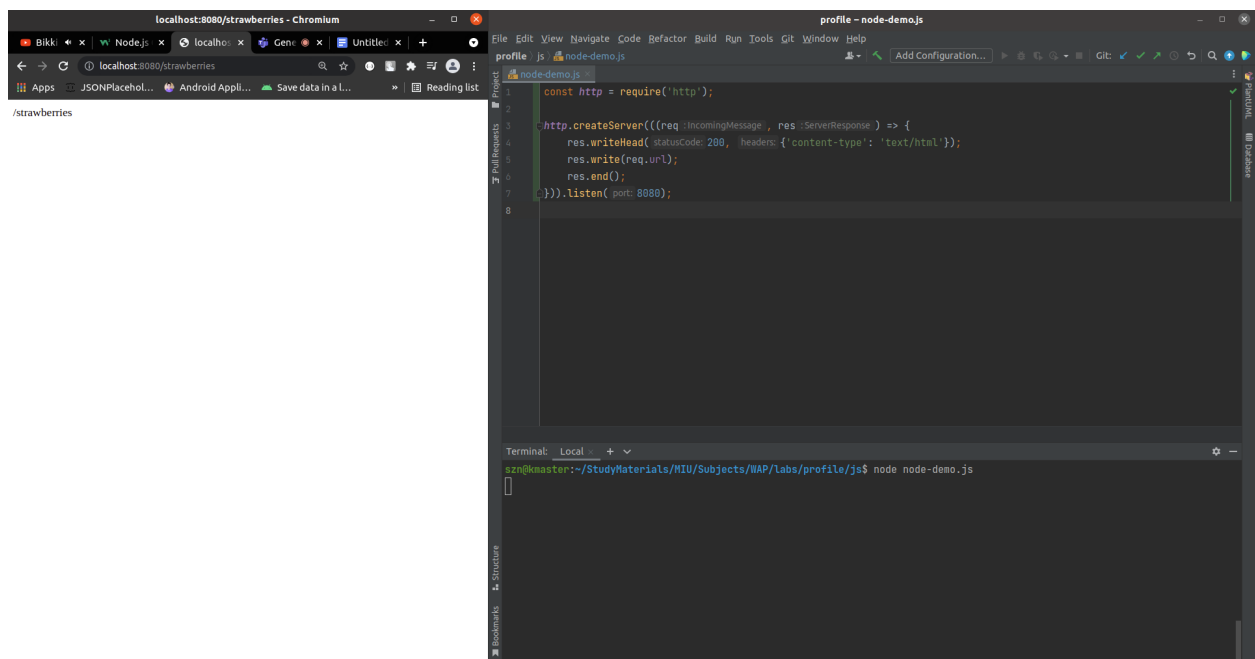 localhost:8080/strawberries - Chromium
Bikki
Node.js
localhos
Gene
Untitled
localhost:8080/strawberries
Apps JSONPlacehol... Android Appli... Save data in a l... » Reading list
/strawberries
profile – node-demo.js
File Edit View Navigate Code Refactor Build Run Tools Git Window Help
profile js node-demo.js
Add Configuration...
Git:
node-demo.js
Project
Pull Requests
Structure
Bookmarks
PlantUML
Database
1 const http = require('http');
2
3 http.createServer(((req : IncomingMessage , res : ServerResponse ) => {
4 res.writeHead( statusCode: 200, headers: {'content-type': 'text/html'});
5 res.write(req.url);
6 res.end();
7 })).listen( port: 8080);
8
Terminal: Local
szn@kmaster:~/StudyMaterials/MIU/Subjects/WAP/labs/profile/js$ node node-demo.js